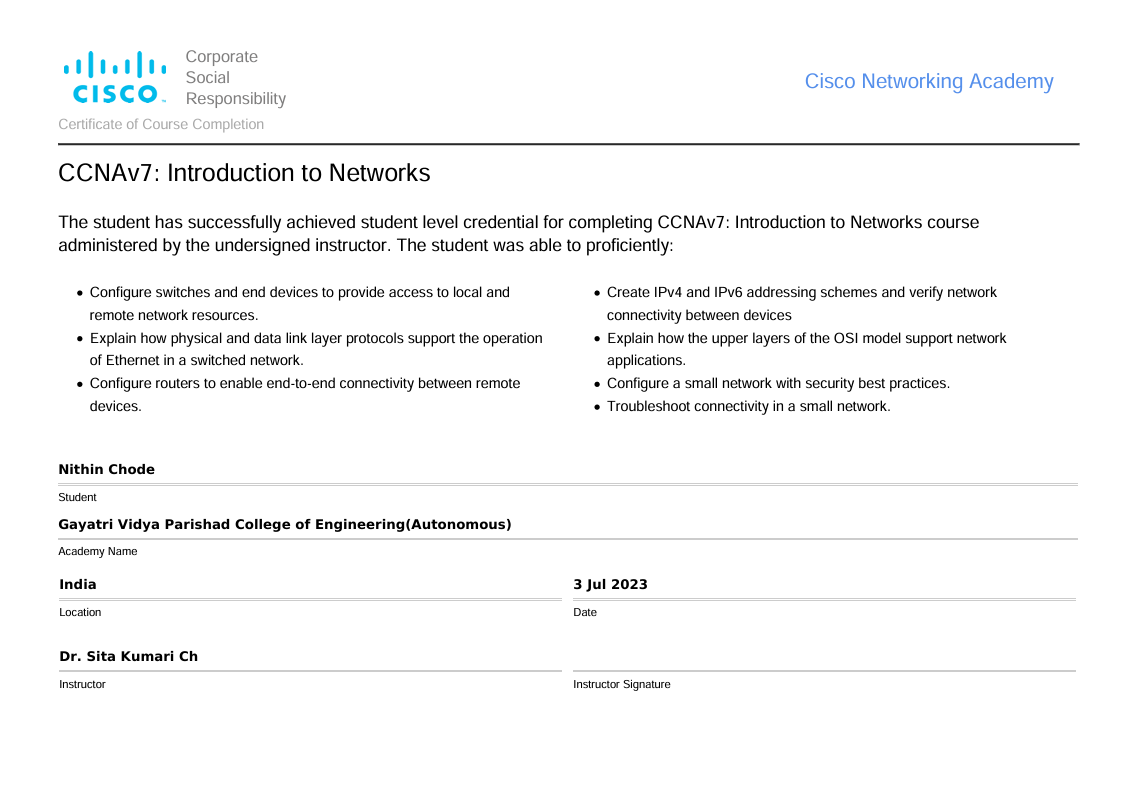 CISCO
Corporate
Social
Responsibility
Cisco Networking Academy
Certificate of Course Completion
CCNAv7: Introduction to Networks
The student has successfully achieved student level credential for completing CCNAv7: Introduction to Networks course
administered by the undersigned instructor. The student was able to proficiently:
• Configure switches and end devices to provide access to local and
remote network resources.
• Explain how physical and data link layer protocols support the operation
of Ethernet in a switched network.
• Configure routers to enable end-to-end connectivity between remote
devices.
• Create IPv4 and IPv6 addressing schemes and verify network
connectivity between devices
• Explain how the upper layers of the OSI model support network
applications.
• Configure a small network with security best practices.
• Troubleshoot connectivity in a small network.
Nithin Chode
Student
Gayatri Vidya Parishad College of Engineering(Autonomous)
Academy Name
India
Location
3 Jul 2023
Date
Dr. Sita Kumari Ch
Instructor
Instructor Signature